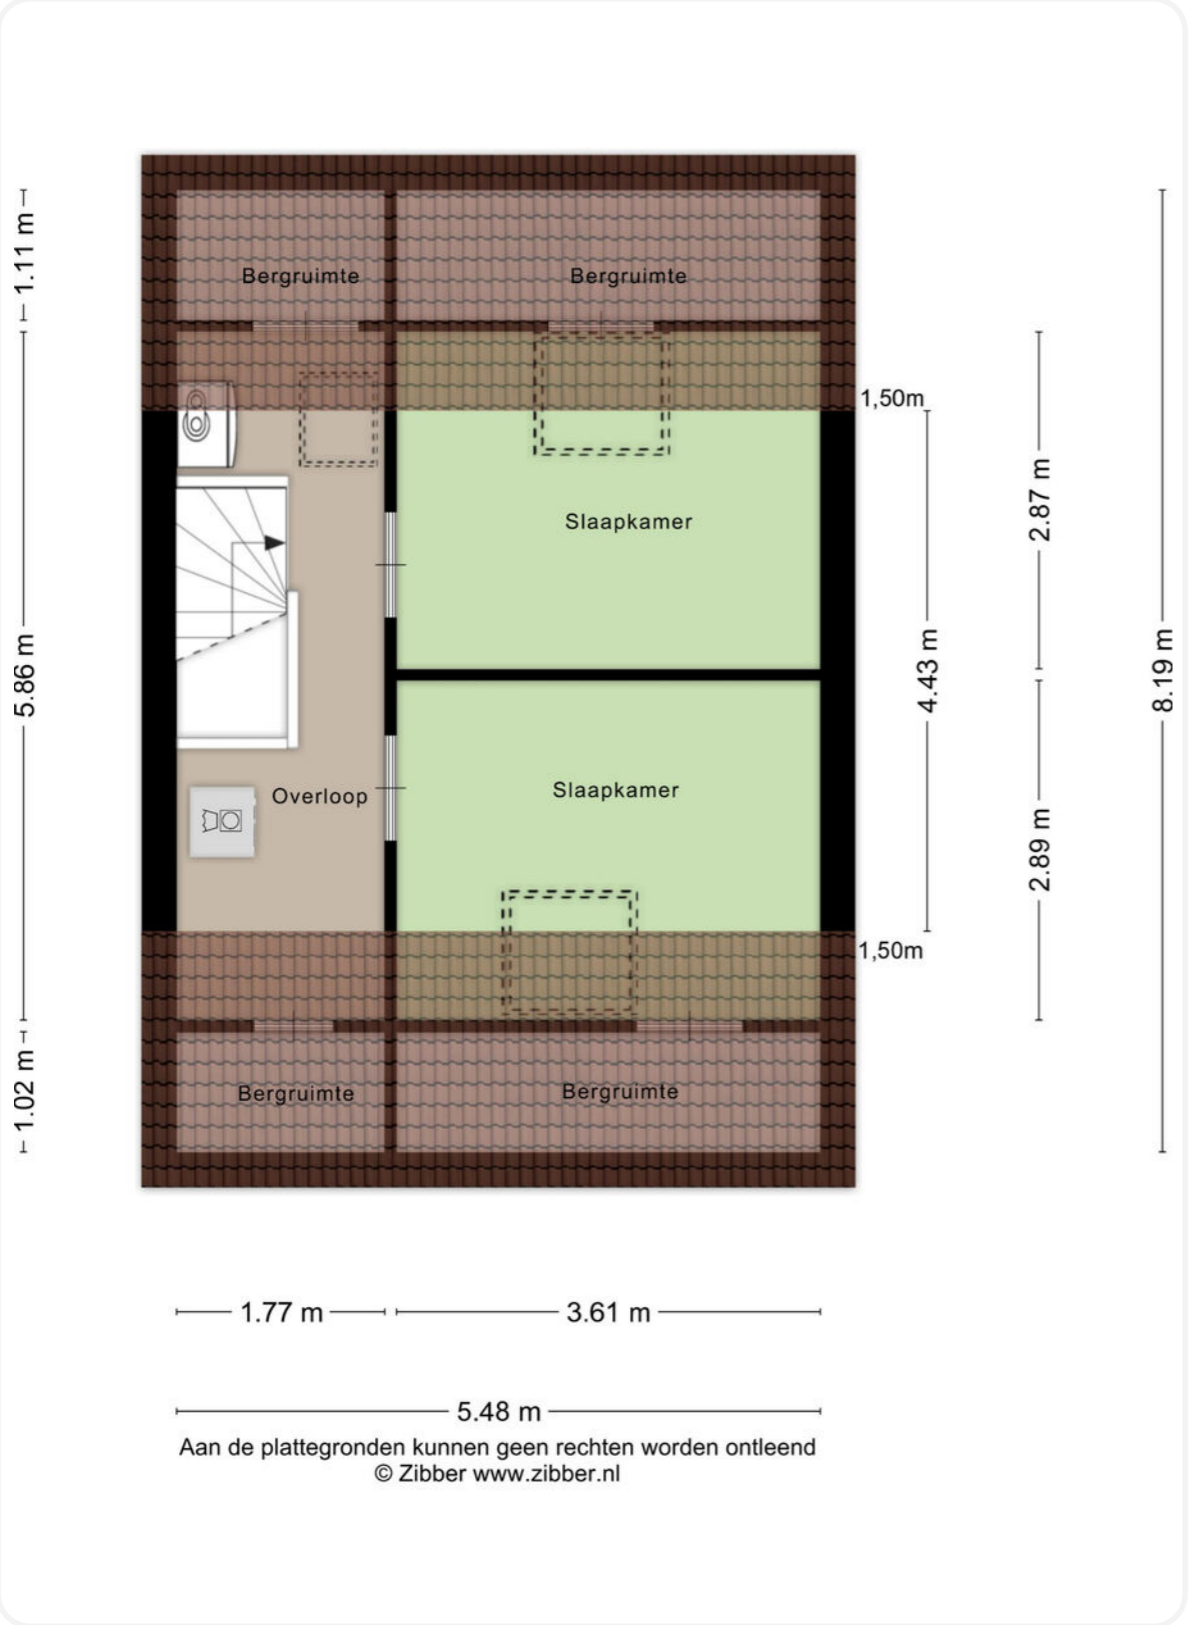 1.11 m
Bergruimte
Bergruimte
1,50m
2.87 m
Slaapkamer
5.86 m
4.43 m
8.19 m
Overloop
Slaapkamer
2.89 m
1,50m
1.02 m
Bergruimte
Bergruimte
1.77 m
3.61 m
5.48 m
Aan de plattegronden kunnen geen rechten worden ontleend
© Zibber www.zibber.nl